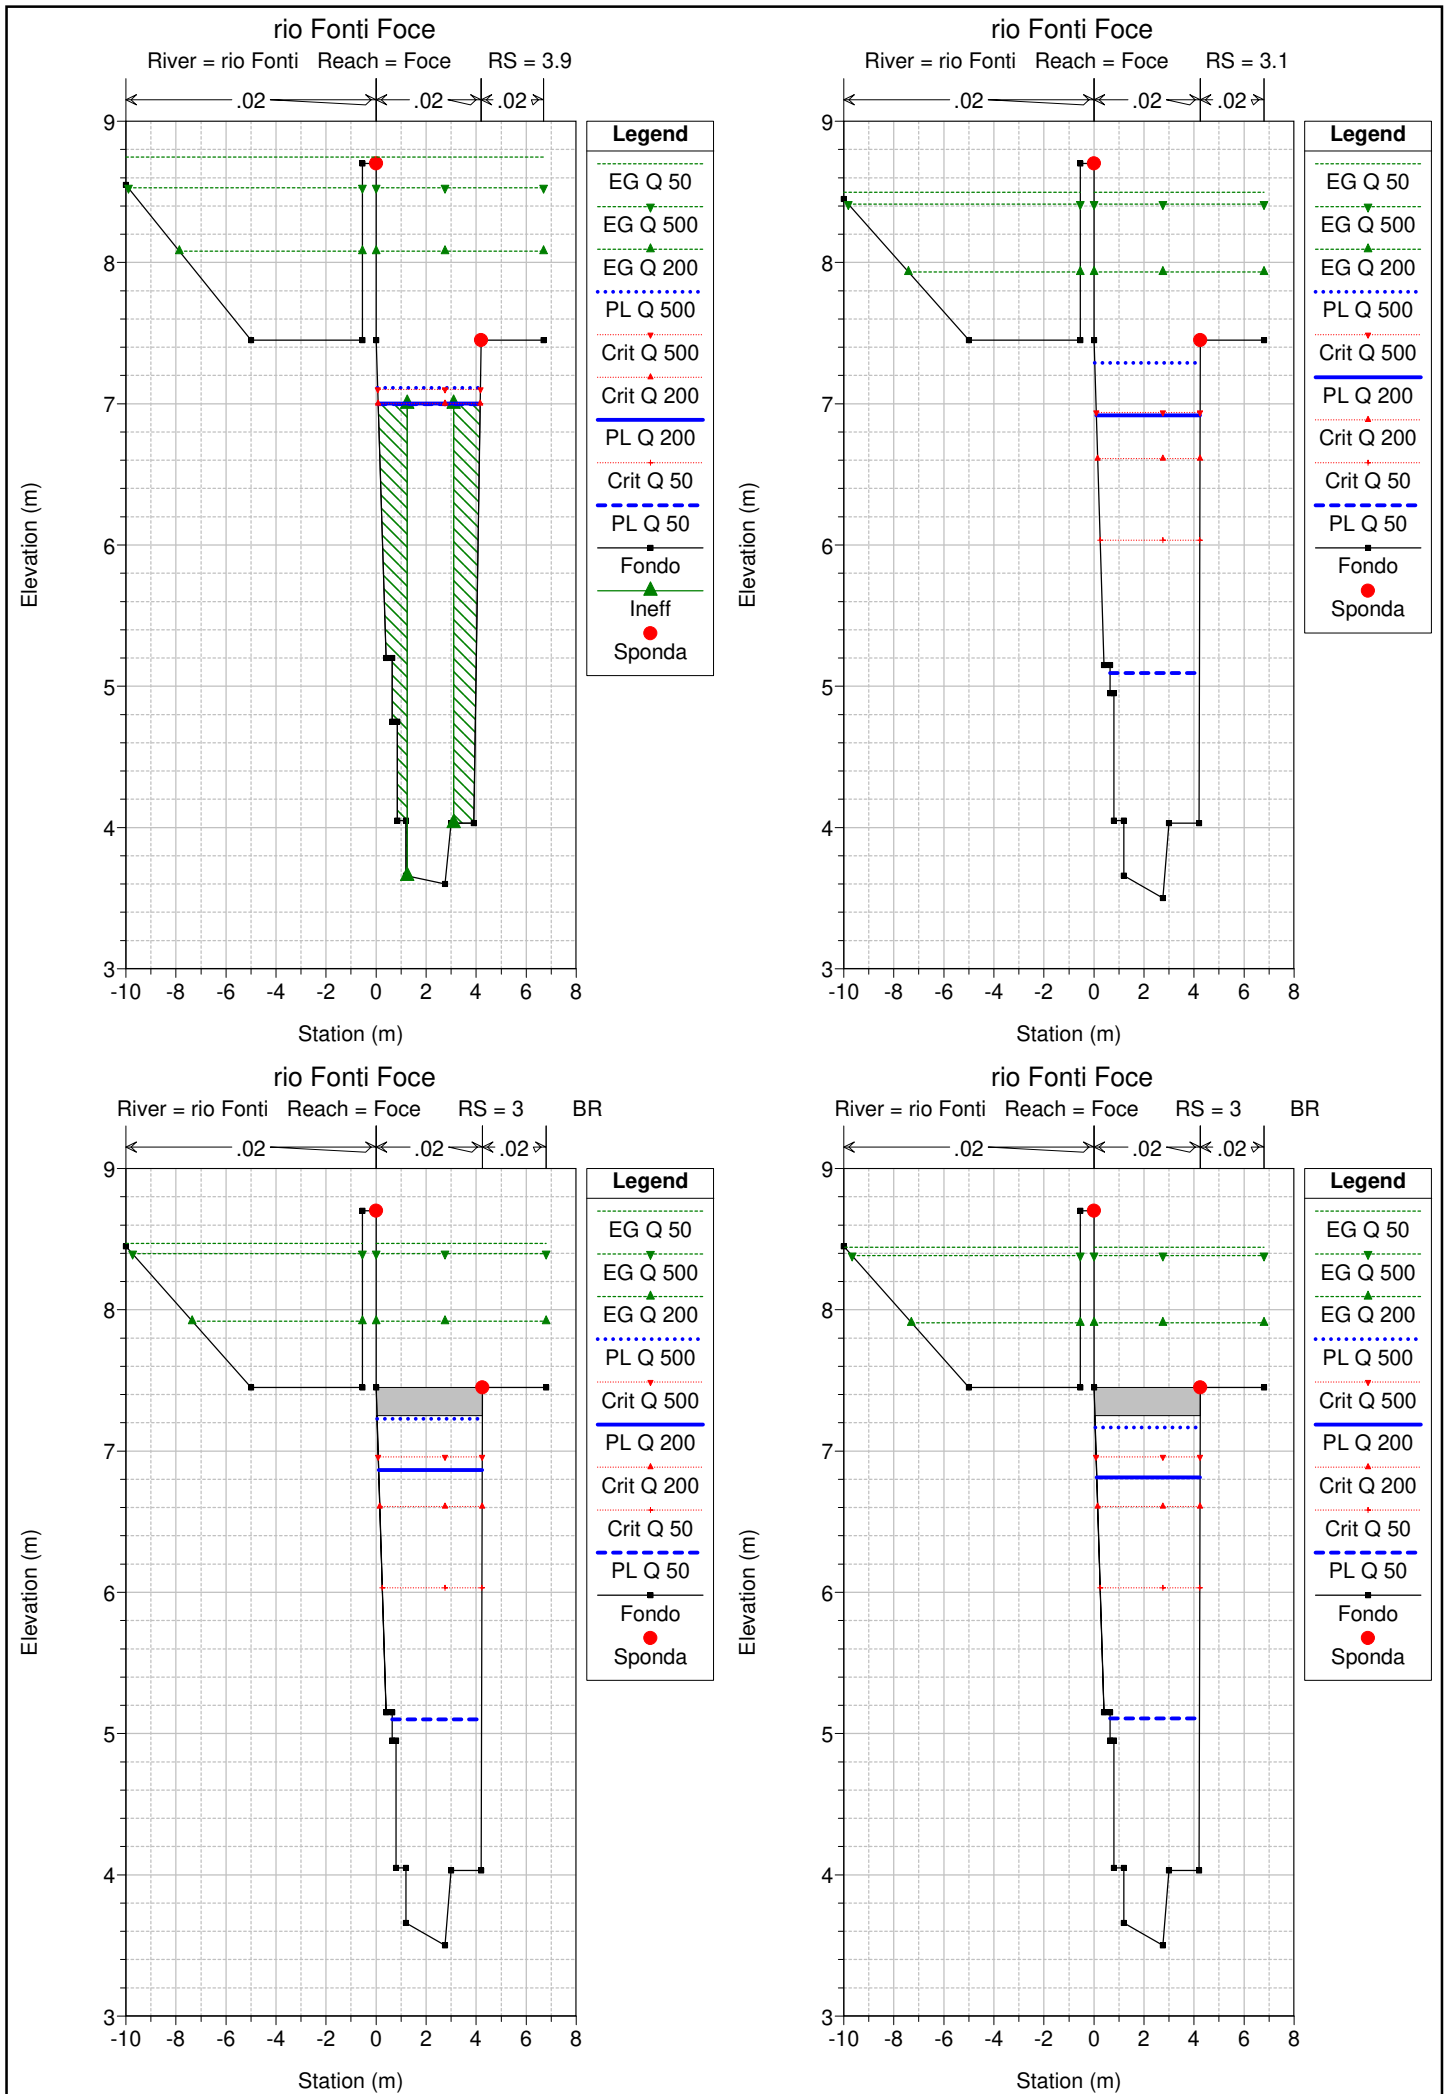 rio Fonti Foce
River = rio Fonti Reach = Foce RS = 3.9
.02 .02 .02
9
8
7
6
5
4
3
-10 -8 -6 -4 -2 0 2 4 6 8
Station (m)
Elevation (m)
Legend
EG Q 50
EG Q 500
EG Q 200
PL Q 500
Crit Q 500
Crit Q 200
PL Q 200
Crit Q 50
PL Q 50
Fondo
Ineff
Sponda
rio Fonti Foce
River = rio Fonti Reach = Foce RS = 3.1
.02 .02 .02
9
8
7
6
5
4
3
-10 -8 -6 -4 -2 0 2 4 6 8
Station (m)
Elevation (m)
Legend
EG Q 50
EG Q 500
EG Q 200
PL Q 500
Crit Q 500
PL Q 200
Crit Q 200
Crit Q 50
PL Q 50
Fondo
Sponda
rio Fonti Foce
River = rio Fonti Reach = Foce RS = 3 BR
.02 .02 .02
9
8
7
6
5
4
3
-10 -8 -6 -4 -2 0 2 4 6 8
Station (m)
Elevation (m)
Legend
EG Q 50
EG Q 500
EG Q 200
PL Q 500
Crit Q 500
PL Q 200
Crit Q 200
Crit Q 50
PL Q 50
Fondo
Sponda
rio Fonti Foce
River = rio Fonti Reach = Foce RS = 3 BR
.02 .02 .02
9
8
7
6
5
4
3
-10 -8 -6 -4 -2 0 2 4 6 8
Station (m)
Elevation (m)
Legend
EG Q 50
EG Q 500
EG Q 200
PL Q 500
Crit Q 500
PL Q 200
Crit Q 200
Crit Q 50
PL Q 50
Fondo
Sponda